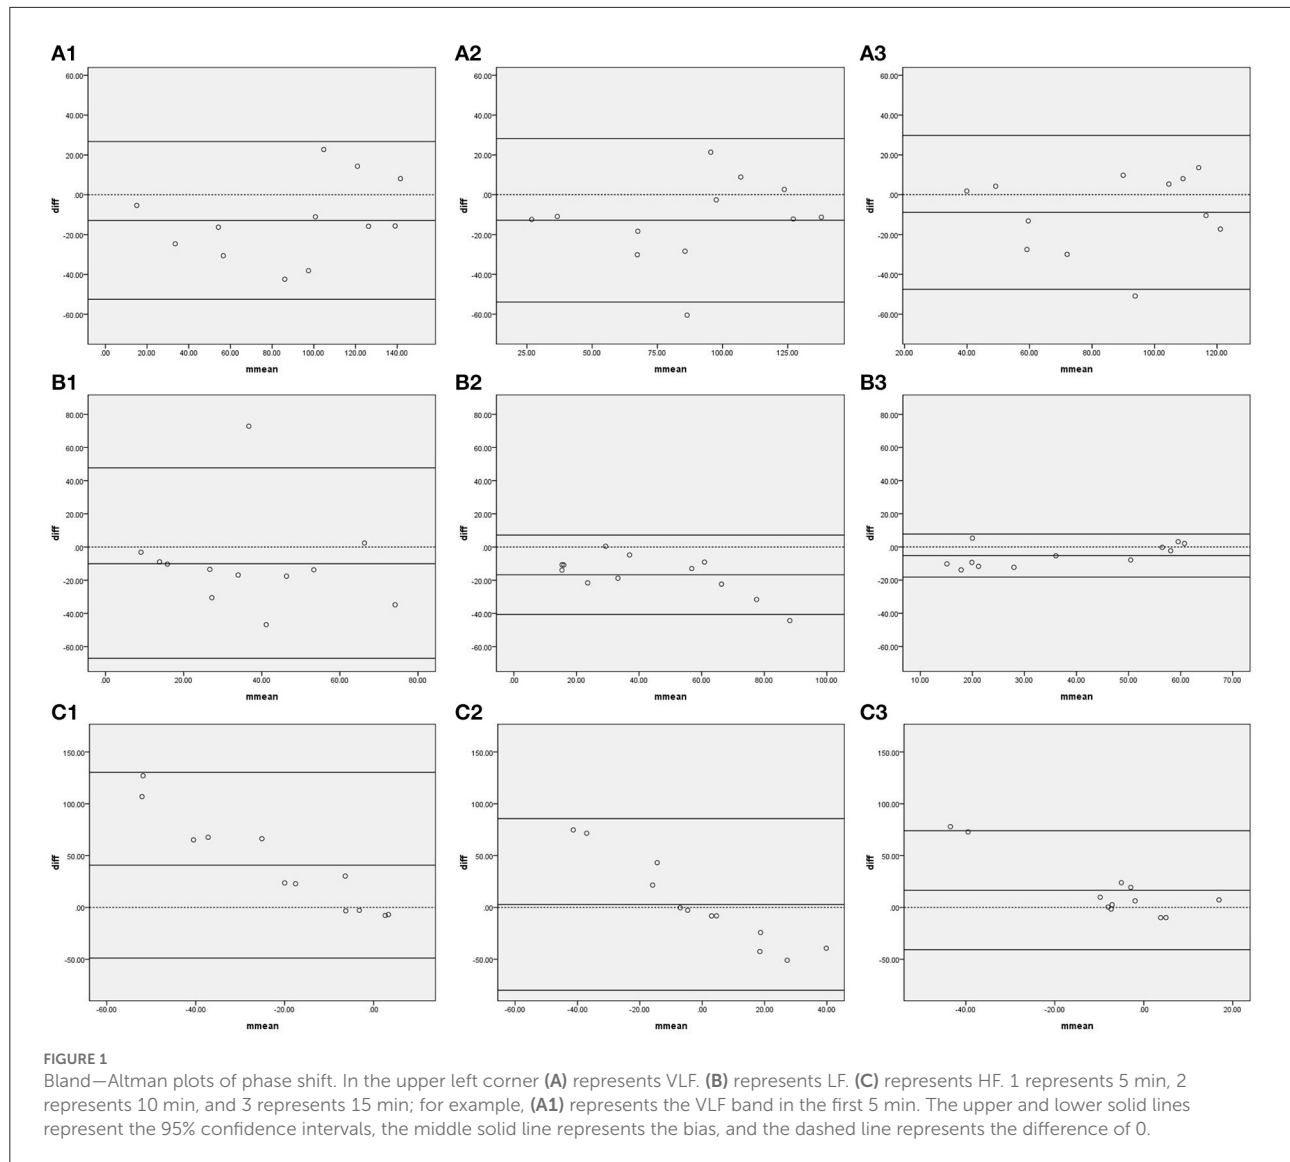 A1
A2
A3
60.00
40.00
20.00
.00
-20.00
-40.00
-60.00
diff
.00 20.00 40.00 60.00 80.00 100.00 120.00 140.00
mmean
60.00
40.00
20.00
.00
-20.00
-40.00
-60.00
diff
25.00 50.00 75.00 100.00 125.00
mmean
60.00
40.00
20.00
.00
-20.00
-40.00
-60.00
diff
20.00 40.00 60.00 80.00 100.00 120.00
mmean
B1
B2
B3
80.00
60.00
40.00
20.00
.00
-20.00
-40.00
-60.00
diff
.00 20.00 40.00 60.00 80.00
mmean
80.00
60.00
40.00
20.00
.00
-20.00
-40.00
-60.00
diff
.00 20.00 40.00 60.00 80.00 100.00
mmean
80.00
60.00
40.00
20.00
.00
-20.00
-40.00
-60.00
diff
10.00 20.00 30.00 40.00 50.00 60.00 70.00
mmean
C1
C2
C3
150.00
100.00
50.00
.00
-50.00
diff
-60.00 -40.00 -20.00 .00
mmean
150.00
100.00
50.00
.00
-50.00
diff
-60.00 -40.00 -20.00 .00 20.00 40.00
mmean
150.00
100.00
50.00
.00
-50.00
diff
-40.00 -20.00 .00 20.00
mmean
FIGURE 1
Bland—Altman plots of phase shift. In the upper left corner (A) represents VLF. (B) represents LF. (C) represents HF. 1 represents 5 min, 2
represents 10 min, and 3 represents 15 min; for example, (A1) represents the VLF band in the first 5 min. The upper and lower solid lines
represent the 95% confidence intervals, the middle solid line represents the bias, and the dashed line represents the difference of 0.